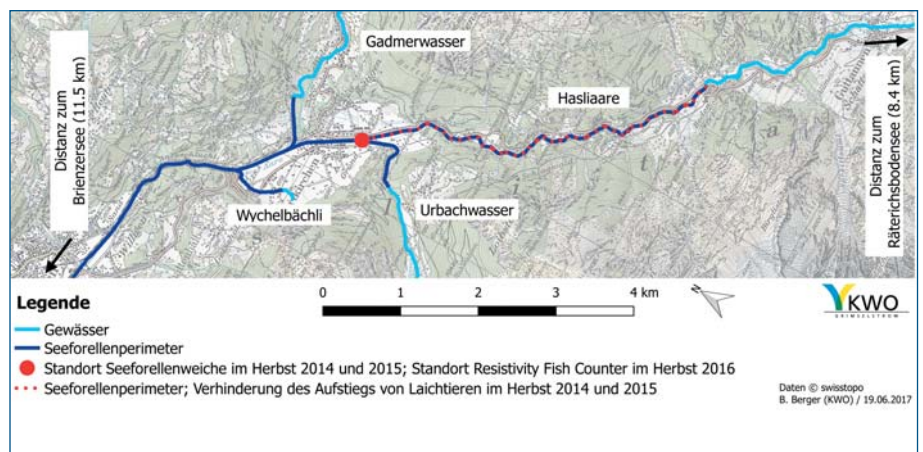 Gadmerwasser
Hasliaare
Distanz zum
Brienzersee (11.5 km)
Distanz zum
Räterichsbodensee (8.4 km)
Wychelbächli
Urbachwasser
Legende
0 1 2 3 4 km
N
KWO
GRIMSELSTROM
Gewässer
Seeforellenperimeter
Standort Seeforellenweiche im Herbst 2014 und 2015; Standort Resistivity Fish Counter im Herbst 2016
Seeforellenperimeter; Verhinderung des Aufstiegs von Laichtieren im Herbst 2014 und 2015
Daten © swisstopo
B. Berger (KWO) / 19.06.2017